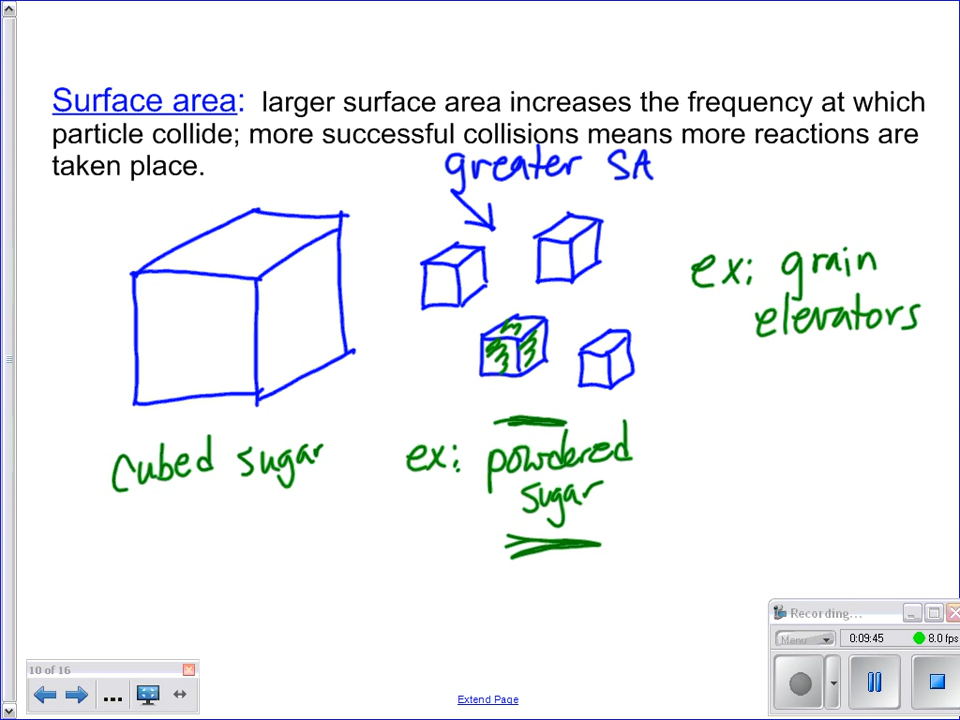 Surface area: larger surface area increases the frequency at which
particle collide; more successful collisions means more reactions are
taken place.
greater SA
ex: grain
elevators
cubed sugar
ex: powdered
sugar
Recording...
Menu
0:09:45
8.0 fps
10 of 16
...
Extend Page